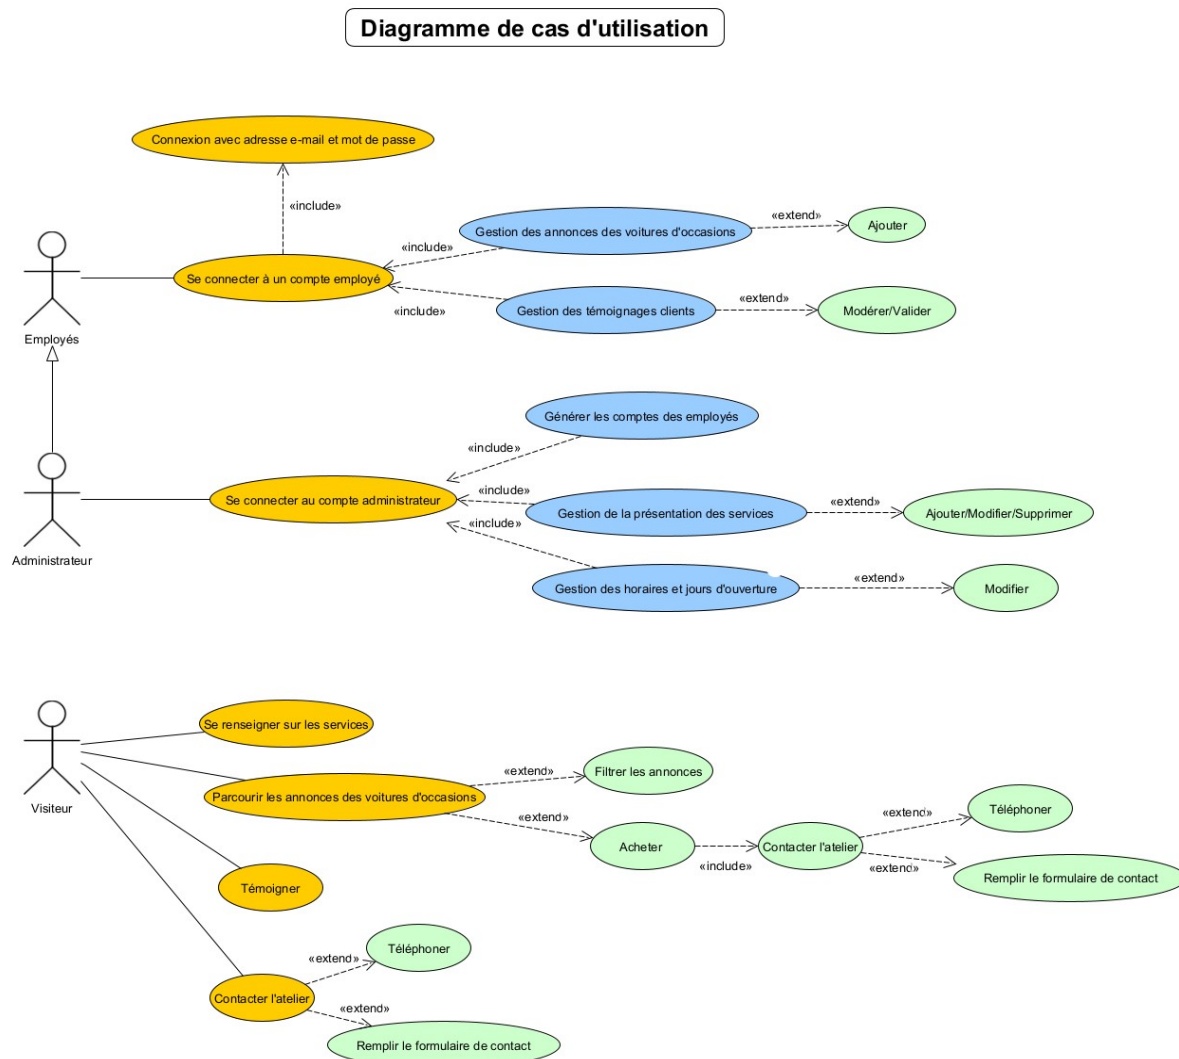 Diagramme de cas d'utilisation
Connexion avec adresse e-mail et mot de passe
«include»
Gestion des annonces des voitures d'occasions
«extend»
Ajouter
«include»
Se connecter à un compte employé
«include»
Gestion des témoignages clients
«extend»
Modérer/Valider
Employés
Générer les comptes des employés
«include»
Se connecter au compte administrateur
«include»
Gestion de la présentation des services
«extend»
Ajouter/Modifier/Supprimer
«include»
Gestion des horaires et jours d'ouverture
«extend»
Modifier
Administrateur
Se renseigner sur les services
Parcourir les annonces des voitures d'occasions
«extend»
Filtrer les annonces
«extend»
Acheter
«include»
Contacter l'atelier
«extend»
Téléphoner
«extend»
Remplir le formulaire de contact
Visiteur
Témoigner
Contacter l'atelier
«extend»
Téléphoner
«extend»
Remplir le formulaire de contact